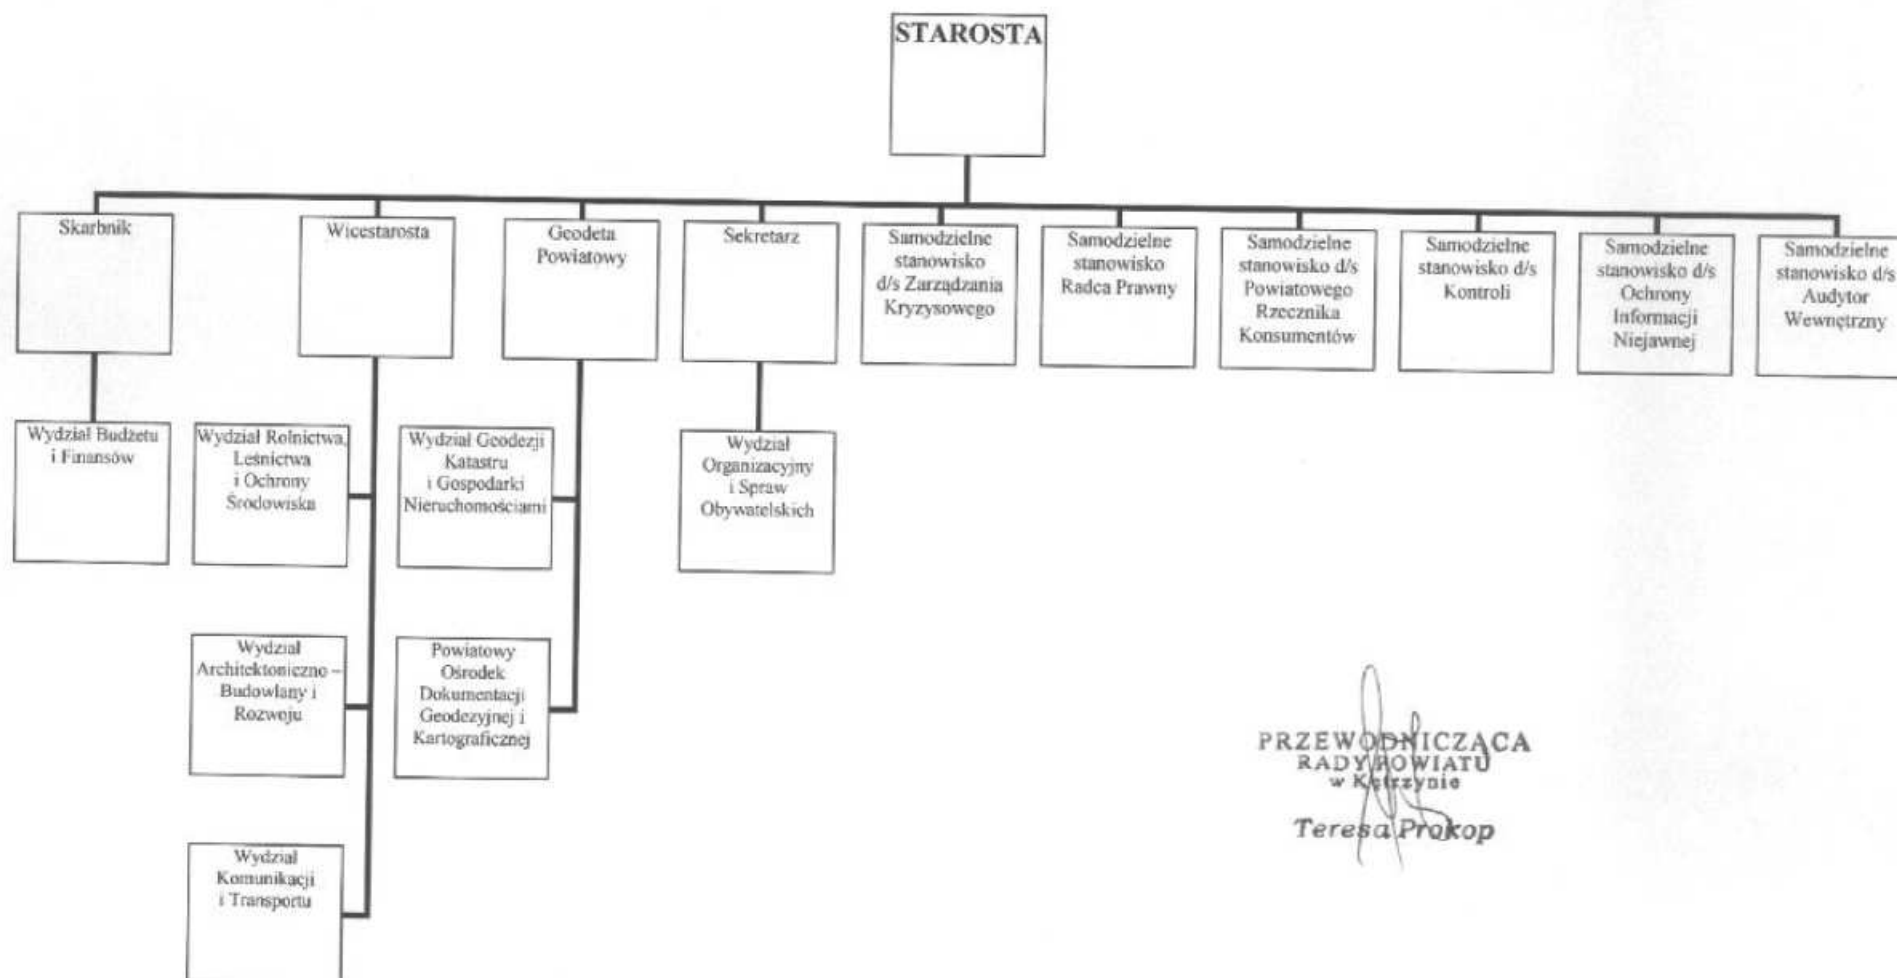 STAROSTA
Skarbnik
Wicestarosta
Geodeta
Powiatowy
Sekretarz
Samodzielne
stanowisko
d/s Zarządzania
Kryzysowego
Samodzielne
stanowisko
Radca Prawny
Samodzielne
stanowisko d/s
Powiatowego
Rzecznika
Konsumentów
Samodzielne
stanowisko d/s
Kontroli
Samodzielne
stanowisko d/s
Ochrony
Informacji
Niejawnej
Samodzielne
stanowisko d/s
Audytor
Wewnętrzny
Wydział Budżetu
i Finansów
Wydział Rolnictwa,
Leśnictwa
i Ochrony
Środowiska
Wydział Geodezji
Katastru
i Gospodarki
Nieruchomościami
Wydział
Organizacyjny
i Spraw
Obywatelskich
Wydział
Architektoniczno –
Budowlany i
Rozwoju
Powiatowy
Ośrodek
Dokumentacji
Geodezyjnej i
Kartograficznej
Wydział
Komunikacji
i Transportu
PRZEWODNICZĄCA
RADY POWIATU
w Kętrzynie
Teresa Prokop